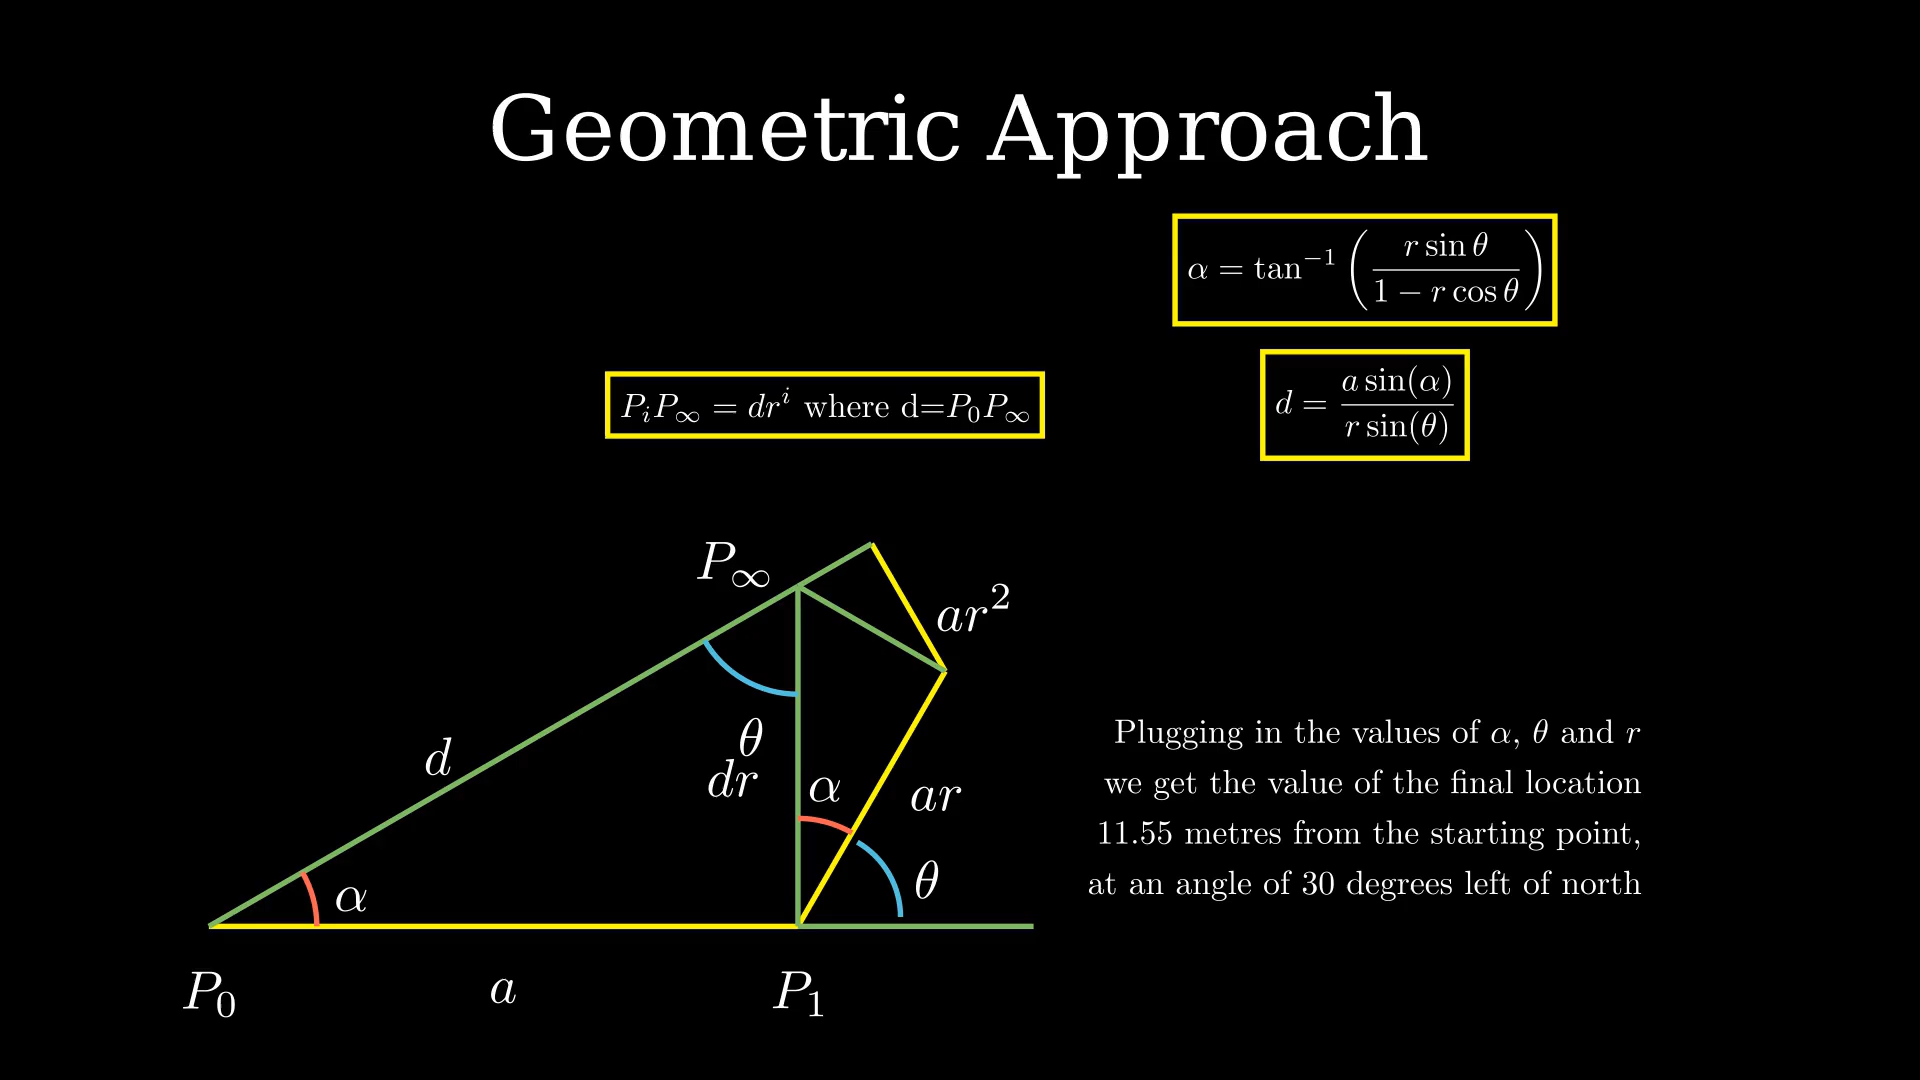 Geometric Approach
α = tan⁻¹ (r sin θ / 1 − r cos θ)
PᵢP∞ = drⁱ where d=P₀P∞
d = a sin(α) / r sin(θ)
P∞
ar²
d
θ
dr
α
ar
α
θ
P₀
a
P₁
Plugging in the values of α, θ and r
we get the value of the final location
11.55 metres from the starting point,
at an angle of 30 degrees left of north